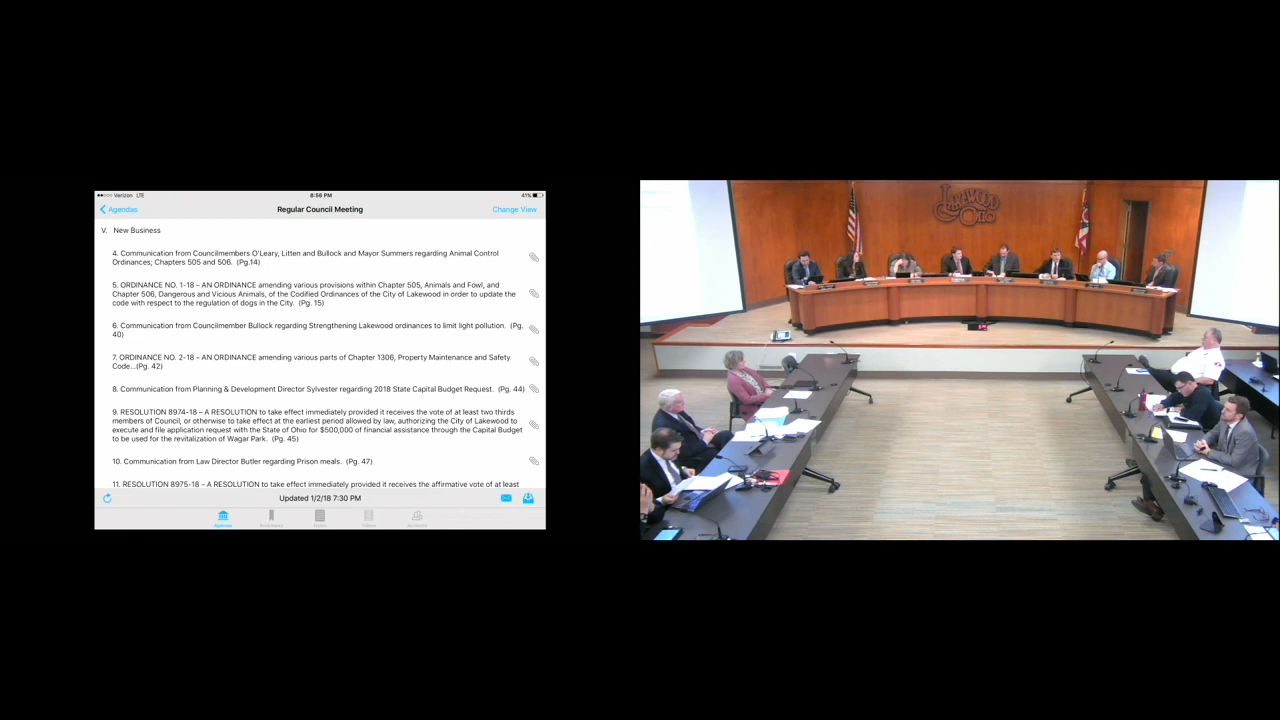 Verizon LTE
8:56 PM
41%
Agendas
Regular Council Meeting
Change View
V. New Business
4. Communication from Councilmembers O'Leary, Litten and Bullock and Mayor Summers regarding Animal Control
Ordinances; Chapters 505 and 506. (Pg.14)
5. ORDINANCE NO. 1-18 – AN ORDINANCE amending various provisions within Chapter 505, Animals and Fowl, and
Chapter 506, Dangerous and Vicious Animals, of the Codified Ordinances of the City of Lakewood in order to update the
code with respect to the regulation of dogs in the City. (Pg. 15)
6. Communication from Councilmember Bullock regarding Strengthening Lakewood ordinances to limit light pollution. (Pg.
40)
7. ORDINANCE NO. 2-18 – AN ORDINANCE amending various parts of Chapter 1306, Property Maintenance and Safety
Code...(Pg. 42)
8. Communication from Planning & Development Director Sylvester regarding 2018 State Capital Budget Request. (Pg. 44)
9. RESOLUTION 8974-18 – A RESOLUTION to take effect immediately provided it receives the vote of at least two thirds
members of Council, or otherwise to take effect at the earliest period allowed by law, authorizing the City of Lakewood to
execute and file application request with the State of Ohio for $500,000 of financial assistance through the Capital Budget
to be used for the revitalization of Wagar Park. (Pg. 45)
10. Communication from Law Director Butler regarding Prison meals. (Pg. 47)
11. RESOLUTION 8975-18 – A RESOLUTION to take effect immediately provided it receives the affirmative vote of at least
Updated 1/2/18 7:30 PM
Agendas
LAKEWOOD
OHIO